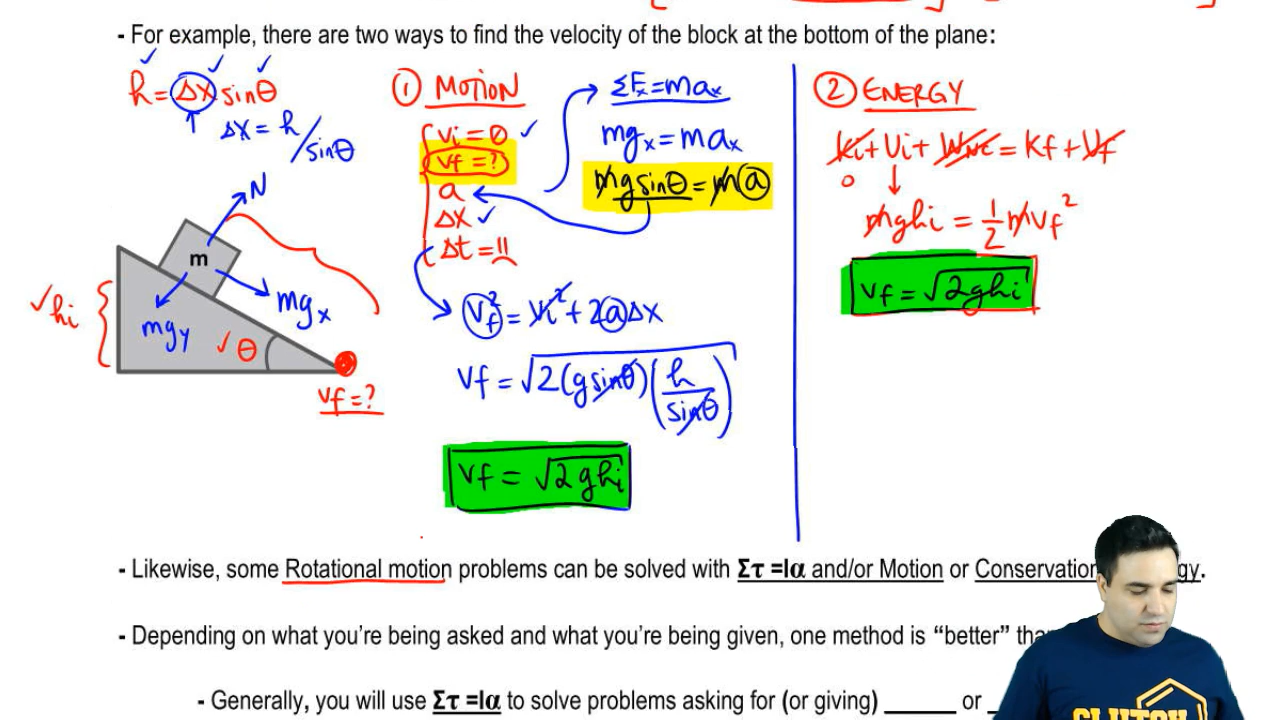 - For example, there are two ways to find the velocity of the block at the bottom of the plane:
h = Δx sinθ
Δx = h/sinθ
N
m
mgx
mgy
hi
θ
vf = ?
① MOTION
vi = 0
vf = ?
a
Δx
Δt = !!
ΣFx = max
mgx = max
mg sinθ = m a
vf² = vi² + 2aΔx
vf = √2(g sinθ)(h/sinθ)
vf = √2ghi
② ENERGY
Ki + Ui + Wnc = Kf + Uf
0
mghi = 1/2 mvf²
vf = √2ghi
- Likewise, some Rotational motion problems can be solved with Στ =Iα and/or Motion or Conservation gy.
- Depending on what you're being asked and what you're being given, one method is "better"
- Generally, you will use Στ =Iα to solve problems asking for (or giving) ______ or
CLUTCH